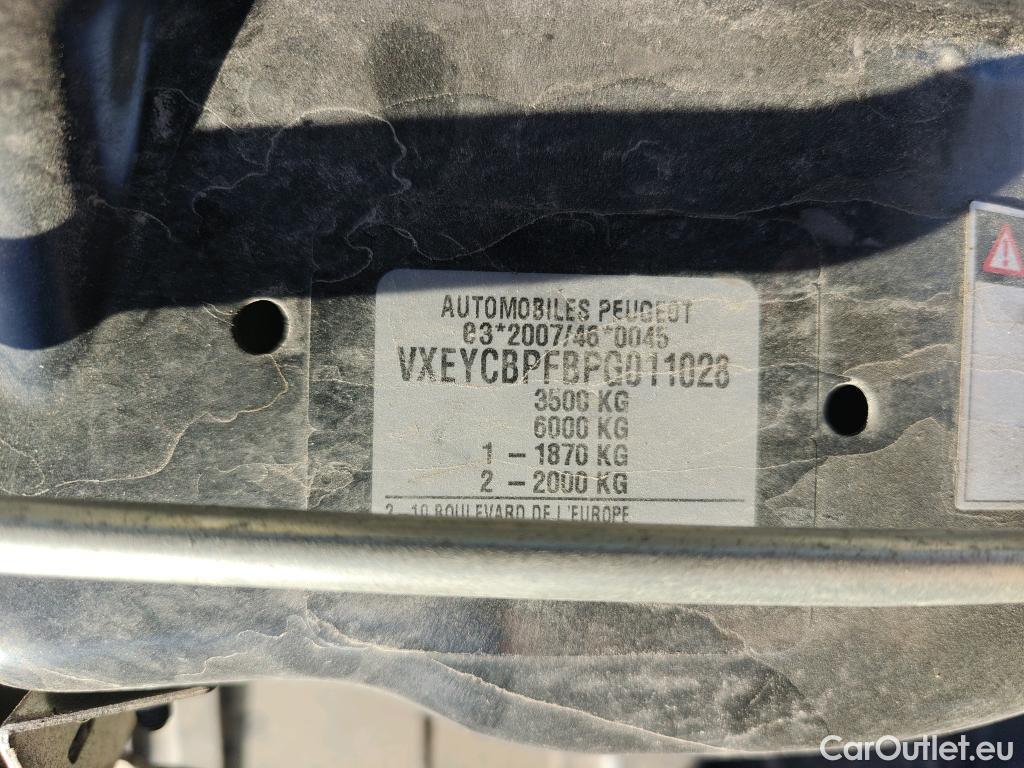 AUTOMOBILES PEUGEOT
e3*2007/46*0045
VXEYCBPFBPG011028
3500 KG
6000 KG
1 – 1870 KG
2 – 2000 KG
2 , 10 BOULEVARD DE L'EUROPE
CarOutlet.eu